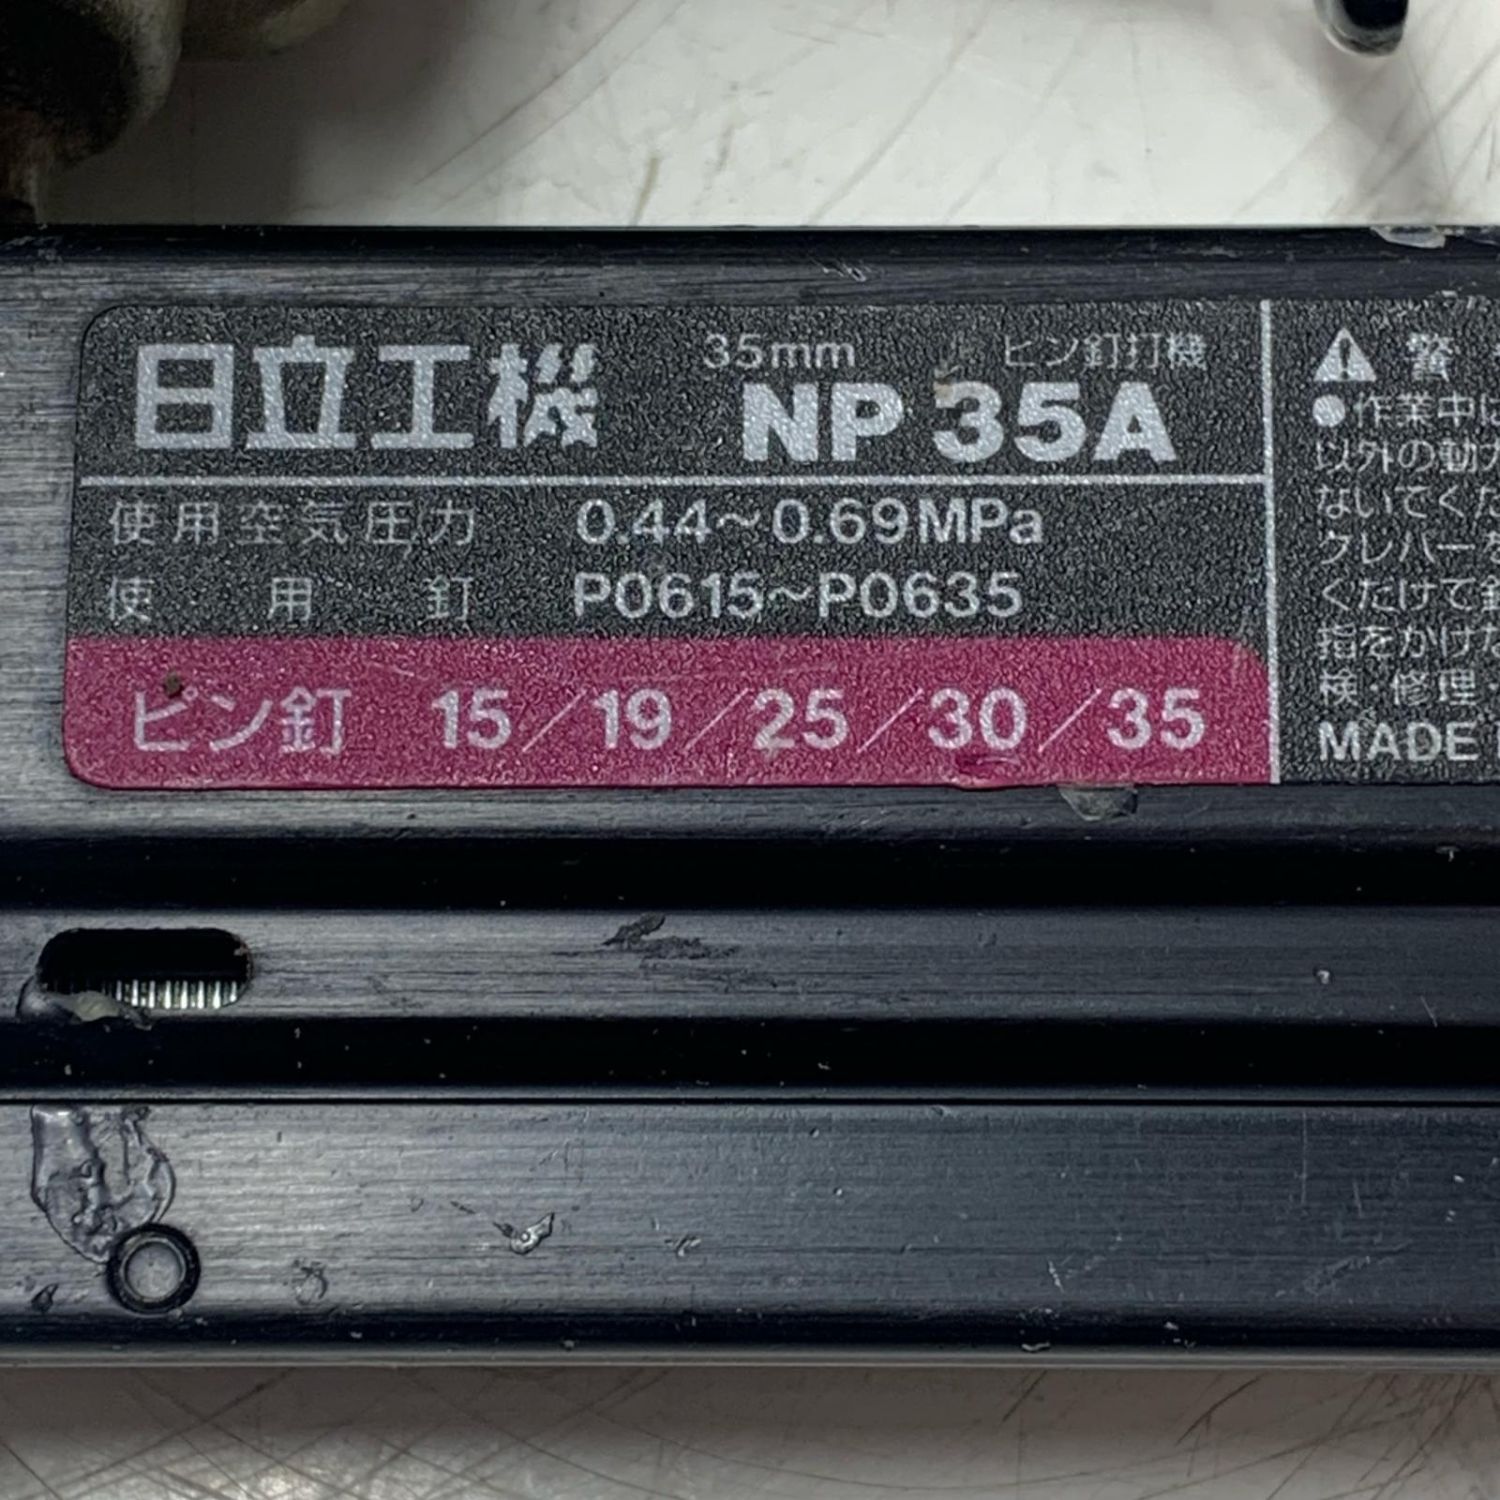 日立工機 35mm ピン釘打機
NP 35A
使用空気圧力 0.44~0.69MPa
使用釘 P0615~P0635
ピン釘 15/19/25/30/35
⚠警
●作業中は
以外の動力
ないでくた
クレバーを
くだけて釘
指をかけな
検・修理・
MADE